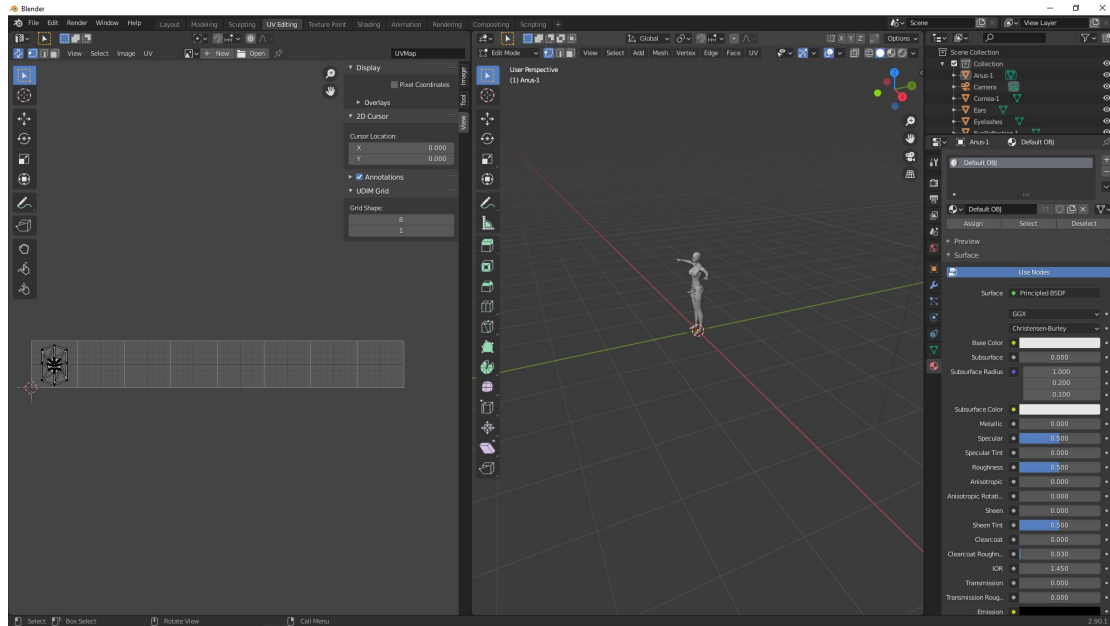 Blender
File Edit Render Window Help Layout Modeling Sculpting UV Editing Texture Paint Shading Animation Rendering Compositing Scripting + Scene View Layer
View Select Image UV New Open UVMap
Edit Mode View Select Add Mesh Vertex Edge Face UV Global X Y Z Options
Display
Pixel Coordinates
Overlays
2D Cursor
Cursor Location:
X 0.000
Y 0.000
Annotations
UDIM Grid
Grid Shape:
8
1
Image
Tool
View
User Perspective
(1) Anus-1
Scene Collection
Collection
Anus-1
Camera
Cornea-1
Ears
Eyelashes
EyeReflection-1
Anus-1 Default OBJ
Default OBJ
Default OBJ 31
Assign Select Deselect
Preview
Surface
Use Nodes
Surface Principled BSDF
GGX
Christensen-Burley
Base Color
Subsurface 0.000
Subsurface Radius 1.000
0.200
0.100
Subsurface Color
Metallic 0.000
Specular 0.500
Specular Tint 0.000
Roughness 0.500
Anisotropic 0.000
Anisotropic Rotati.. 0.000
Sheen 0.000
Sheen Tint 0.500
Clearcoat 0.000
Clearcoat Roughn.. 0.030
IOR 1.450
Transmission 0.000
Transmission Roug.. 0.000
Emission
Select Box Select Rotate View Call Menu 2.90.1